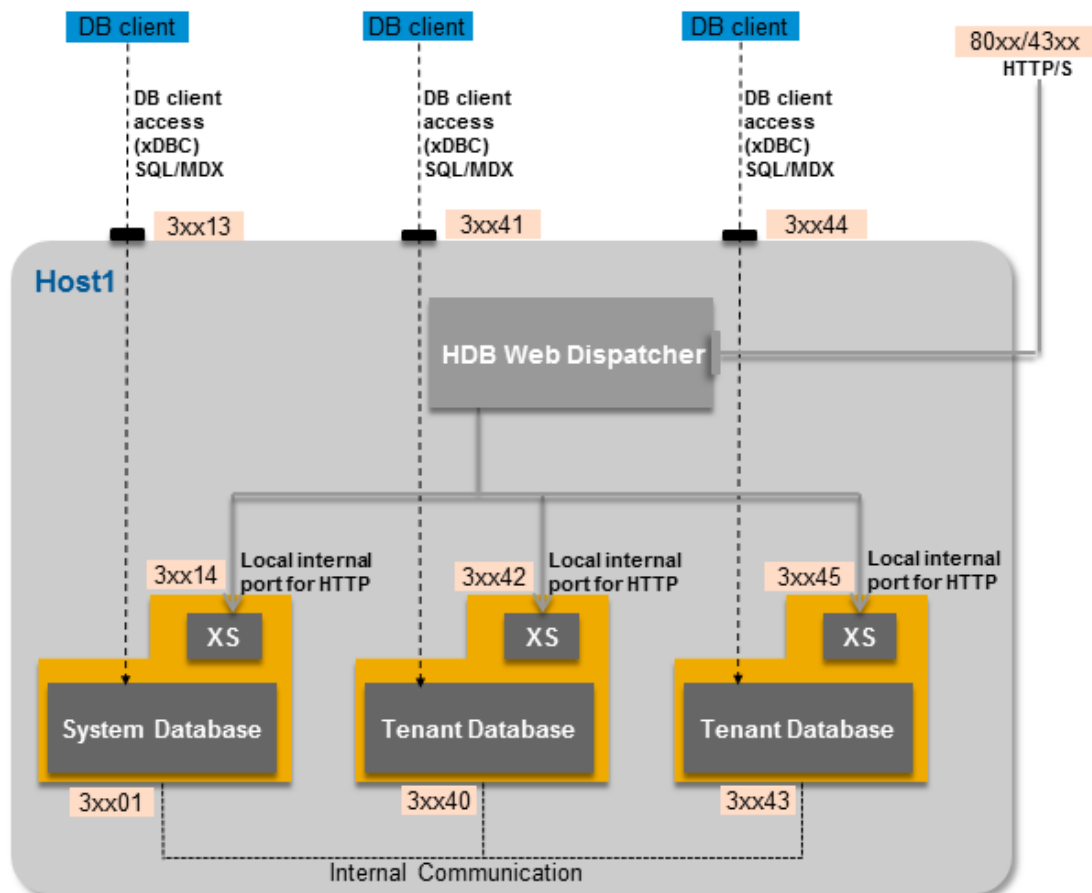 DB client
DB client
DB client
80xx/43xx
HTTP/S
DB client
access
(xDBC)
SQL/MDX
DB client
access
(xDBC)
SQL/MDX
DB client
access
(xDBC)
SQL/MDX
3xx13
3xx41
3xx44
Host1
HDB Web Dispatcher
3xx14
Local internal
port for HTTP
3xx42
Local internal
port for HTTP
3xx45
Local internal
port for HTTP
XS
XS
XS
System Database
Tenant Database
Tenant Database
3xx01
3xx40
3xx43
Internal Communication